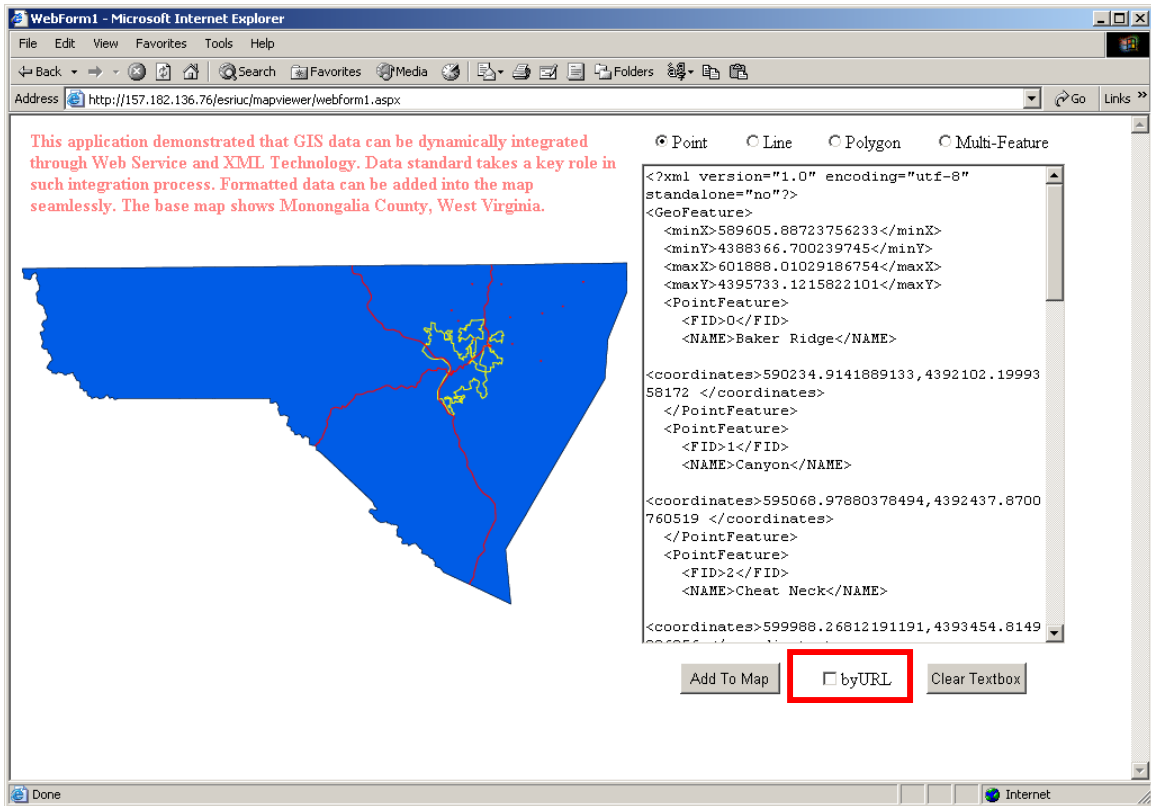 WebForm1 - Microsoft Internet Explorer
File Edit View Favorites Tools Help
Back Search Favorites Media Folders
Address http://157.182.136.76/esriuc/mapviewer/webform1.aspx Go Links »
This application demonstrated that GIS data can be dynamically integrated
through Web Service and XML Technology. Data standard takes a key role in
such integration process. Formatted data can be added into the map
seamlessly. The base map shows Monongalia County, West Virginia.
Point Line Polygon Multi-Feature
<?xml version="1.0" encoding="utf-8"
standalone="no"?>
<GeoFeature>
<minX>589605.88723756233</minX>
<minY>4388366.700239745</minY>
<maxX>601888.01029186754</maxX>
<maxY>4395733.1215822101</maxY>
<PointFeature>
<FID>0</FID>
<NAME>Baker Ridge</NAME>
<coordinates>590234.9141889133,4392102.19993
58172 </coordinates>
</PointFeature>
<PointFeature>
<FID>1</FID>
<NAME>Canyon</NAME>
<coordinates>595068.97880378494,4392437.8700
760519 </coordinates>
</PointFeature>
<PointFeature>
<FID>2</FID>
<NAME>Cheat Neck</NAME>
<coordinates>599988.26812191191,4393454.8149
Add To Map byURL Clear Textbox
Done Internet